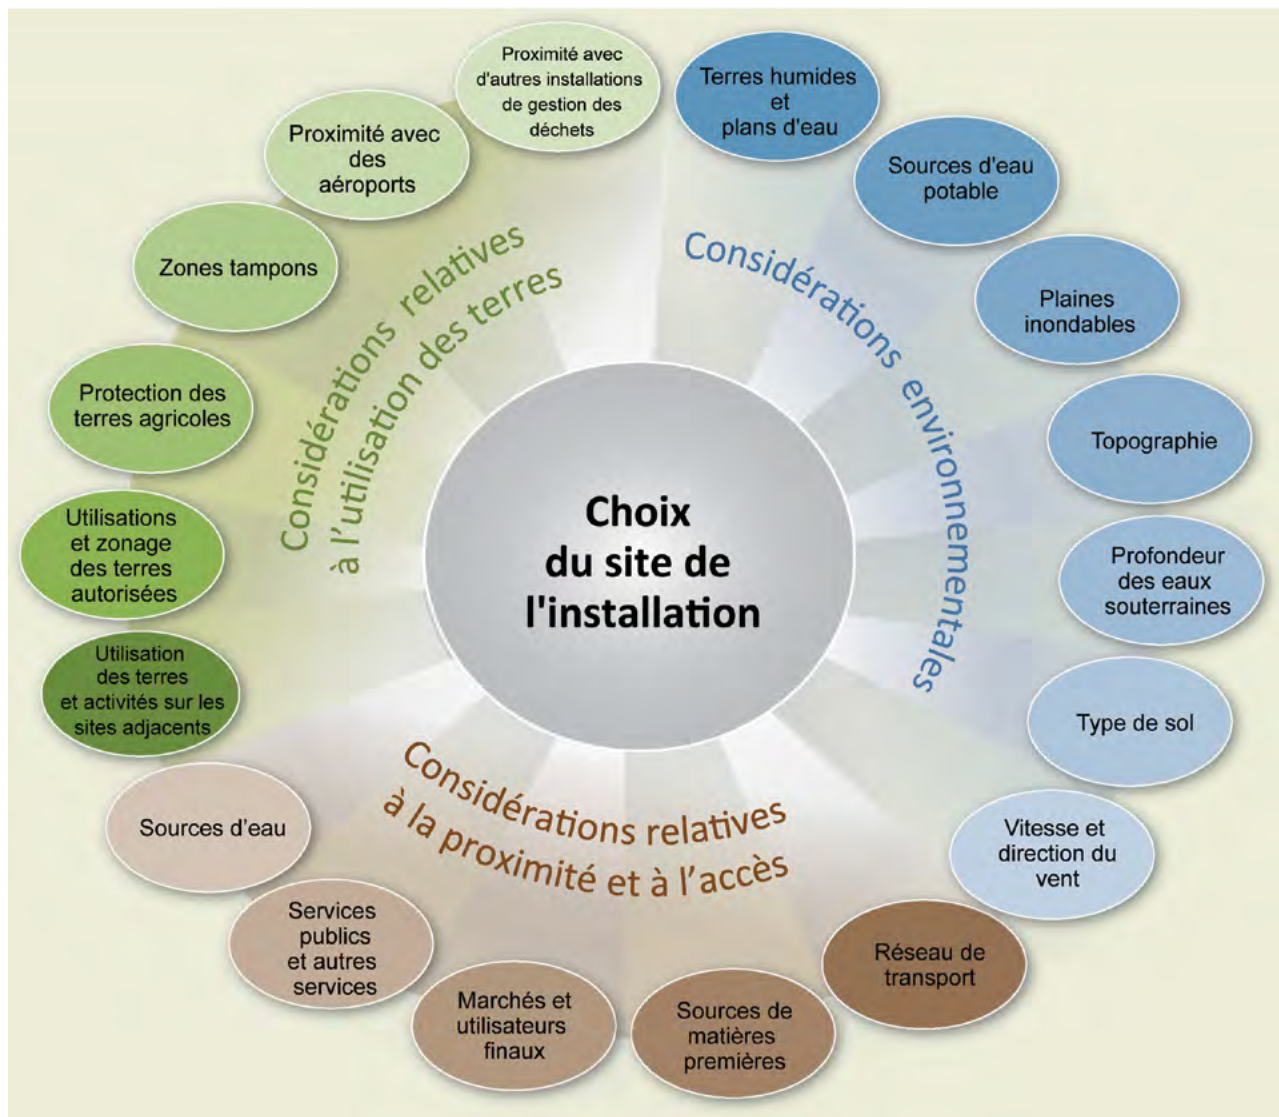 Choix
du site de
l'installation
Considérations environnementales
Terres humides
et
plans d'eau
Sources d'eau
potable
Plaines
inondables
Topographie
Profondeur
des eaux
souterraines
Type de sol
Vitesse et
direction du
vent
Considérations relatives
à la proximité et à l'accès
Réseau de
transport
Sources de
matières
premières
Marchés et
utilisateurs
finaux
Services
publics
et autres
services
Sources d'eau
Considérations relatives
à l'utilisation des terres
Utilisation
des terres
et activités sur les
sites adjacents
Utilisations
et zonage
des terres
autorisées
Protection des
terres agricoles
Zones tampons
Proximité avec
des
aéroports
Proximité avec
d'autres installations
de gestion des
déchets